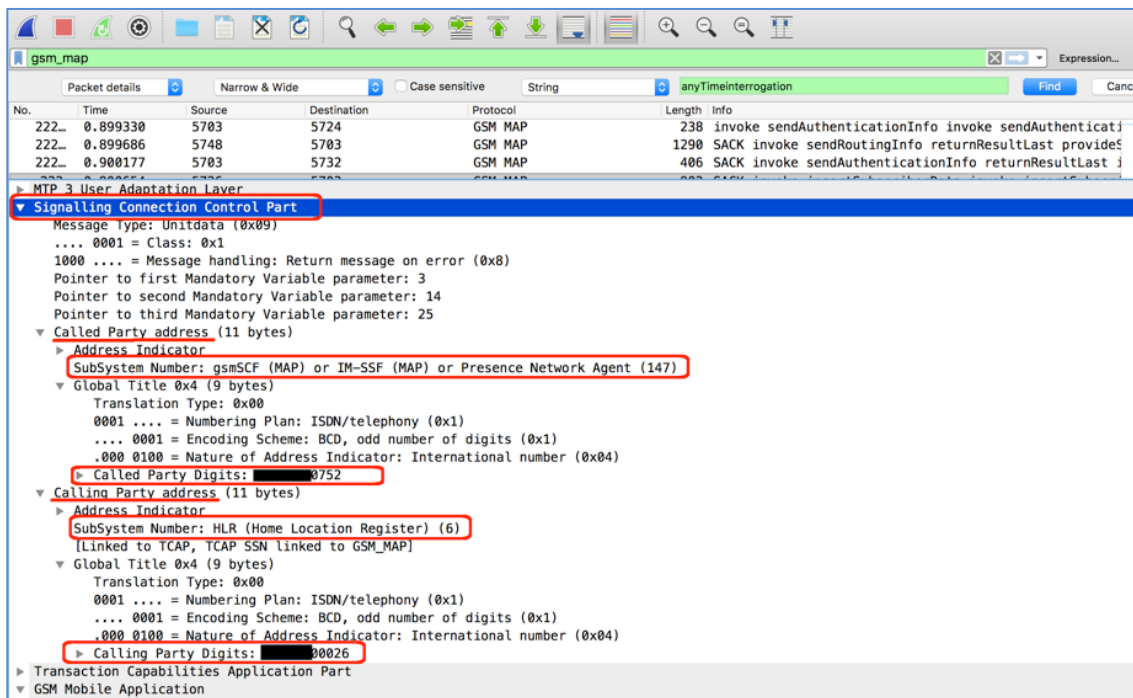 gsm_map
Expression...
Packet details Narrow & Wide Case sensitive String anyTimeinterrogation Find Canc
No. Time Source Destination Protocol Length Info
222… 0.899330 5703 5724 GSM MAP 238 invoke sendAuthenticationInfo invoke sendAuthenticati
222… 0.899686 5748 5703 GSM MAP 1290 SACK invoke sendRoutingInfo returnResultLast provideS
222… 0.900177 5703 5732 GSM MAP 406 SACK invoke sendAuthenticationInfo returnResultLast i
MTP 3 User Adaptation Layer
Signalling Connection Control Part
Message Type: Unitdata (0x09)
.... 0001 = Class: 0x1
1000 .... = Message handling: Return message on error (0x8)
Pointer to first Mandatory Variable parameter: 3
Pointer to second Mandatory Variable parameter: 14
Pointer to third Mandatory Variable parameter: 25
Called Party address (11 bytes)
Address Indicator
SubSystem Number: gsmSCF (MAP) or IM-SSF (MAP) or Presence Network Agent (147)
Global Title 0x4 (9 bytes)
Translation Type: 0x00
0001 .... = Numbering Plan: ISDN/telephony (0x1)
.... 0001 = Encoding Scheme: BCD, odd number of digits (0x1)
.000 0100 = Nature of Address Indicator: International number (0x04)
Called Party Digits: 0752
Calling Party address (11 bytes)
Address Indicator
SubSystem Number: HLR (Home Location Register) (6)
[Linked to TCAP, TCAP SSN linked to GSM_MAP]
Global Title 0x4 (9 bytes)
Translation Type: 0x00
0001 .... = Numbering Plan: ISDN/telephony (0x1)
.... 0001 = Encoding Scheme: BCD, odd number of digits (0x1)
.000 0100 = Nature of Address Indicator: International number (0x04)
Calling Party Digits: 00026
Transaction Capabilities Application Part
GSM Mobile Application